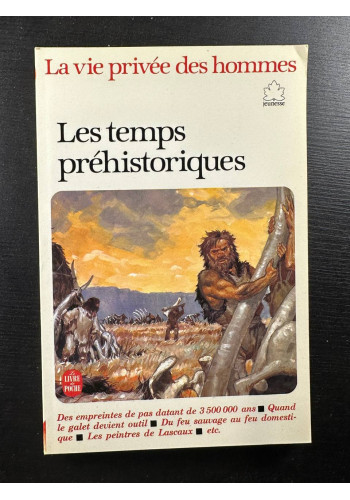 La vie privée des hommes
jeunesse
Les temps
préhistoriques
Le
LIVRE
de
POCHE
Des empreintes de pas datant de 3 500 000 ans ■ Quand
le galet devient outil ■ Du feu sauvage au feu domesti-
que ■ Les peintres de Lascaux ■ etc.